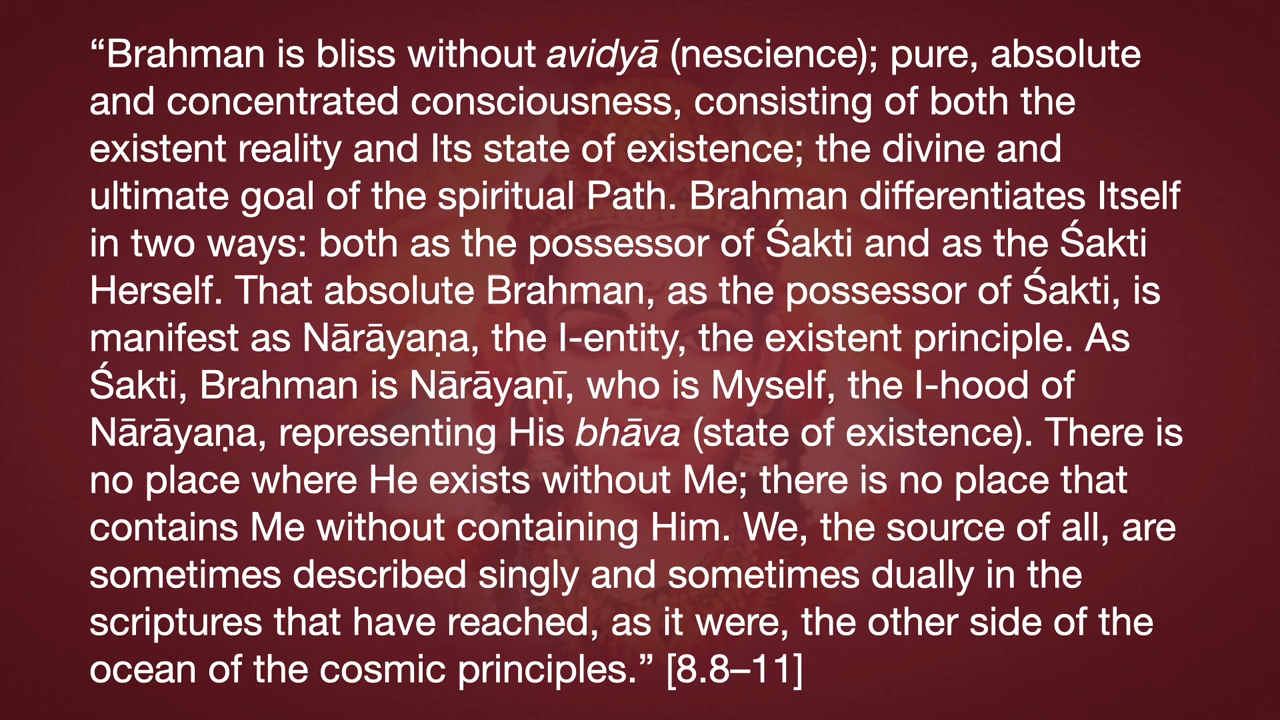 “Brahman is bliss without avidyā (nescience); pure, absolute
and concentrated consciousness, consisting of both the
existent reality and Its state of existence; the divine and
ultimate goal of the spiritual Path. Brahman differentiates Itself
in two ways: both as the possessor of Śakti and as the Śakti
Herself. That absolute Brahman, as the possessor of Śakti, is
manifest as Nārāyaṇa, the I-entity, the existent principle. As
Śakti, Brahman is Nārāyaṇī, who is Myself, the I-hood of
Nārāyaṇa, representing His bhāva (state of existence). There is
no place where He exists without Me; there is no place that
contains Me without containing Him. We, the source of all, are
sometimes described singly and sometimes dually in the
scriptures that have reached, as it were, the other side of the
ocean of the cosmic principles.” [8.8–11]